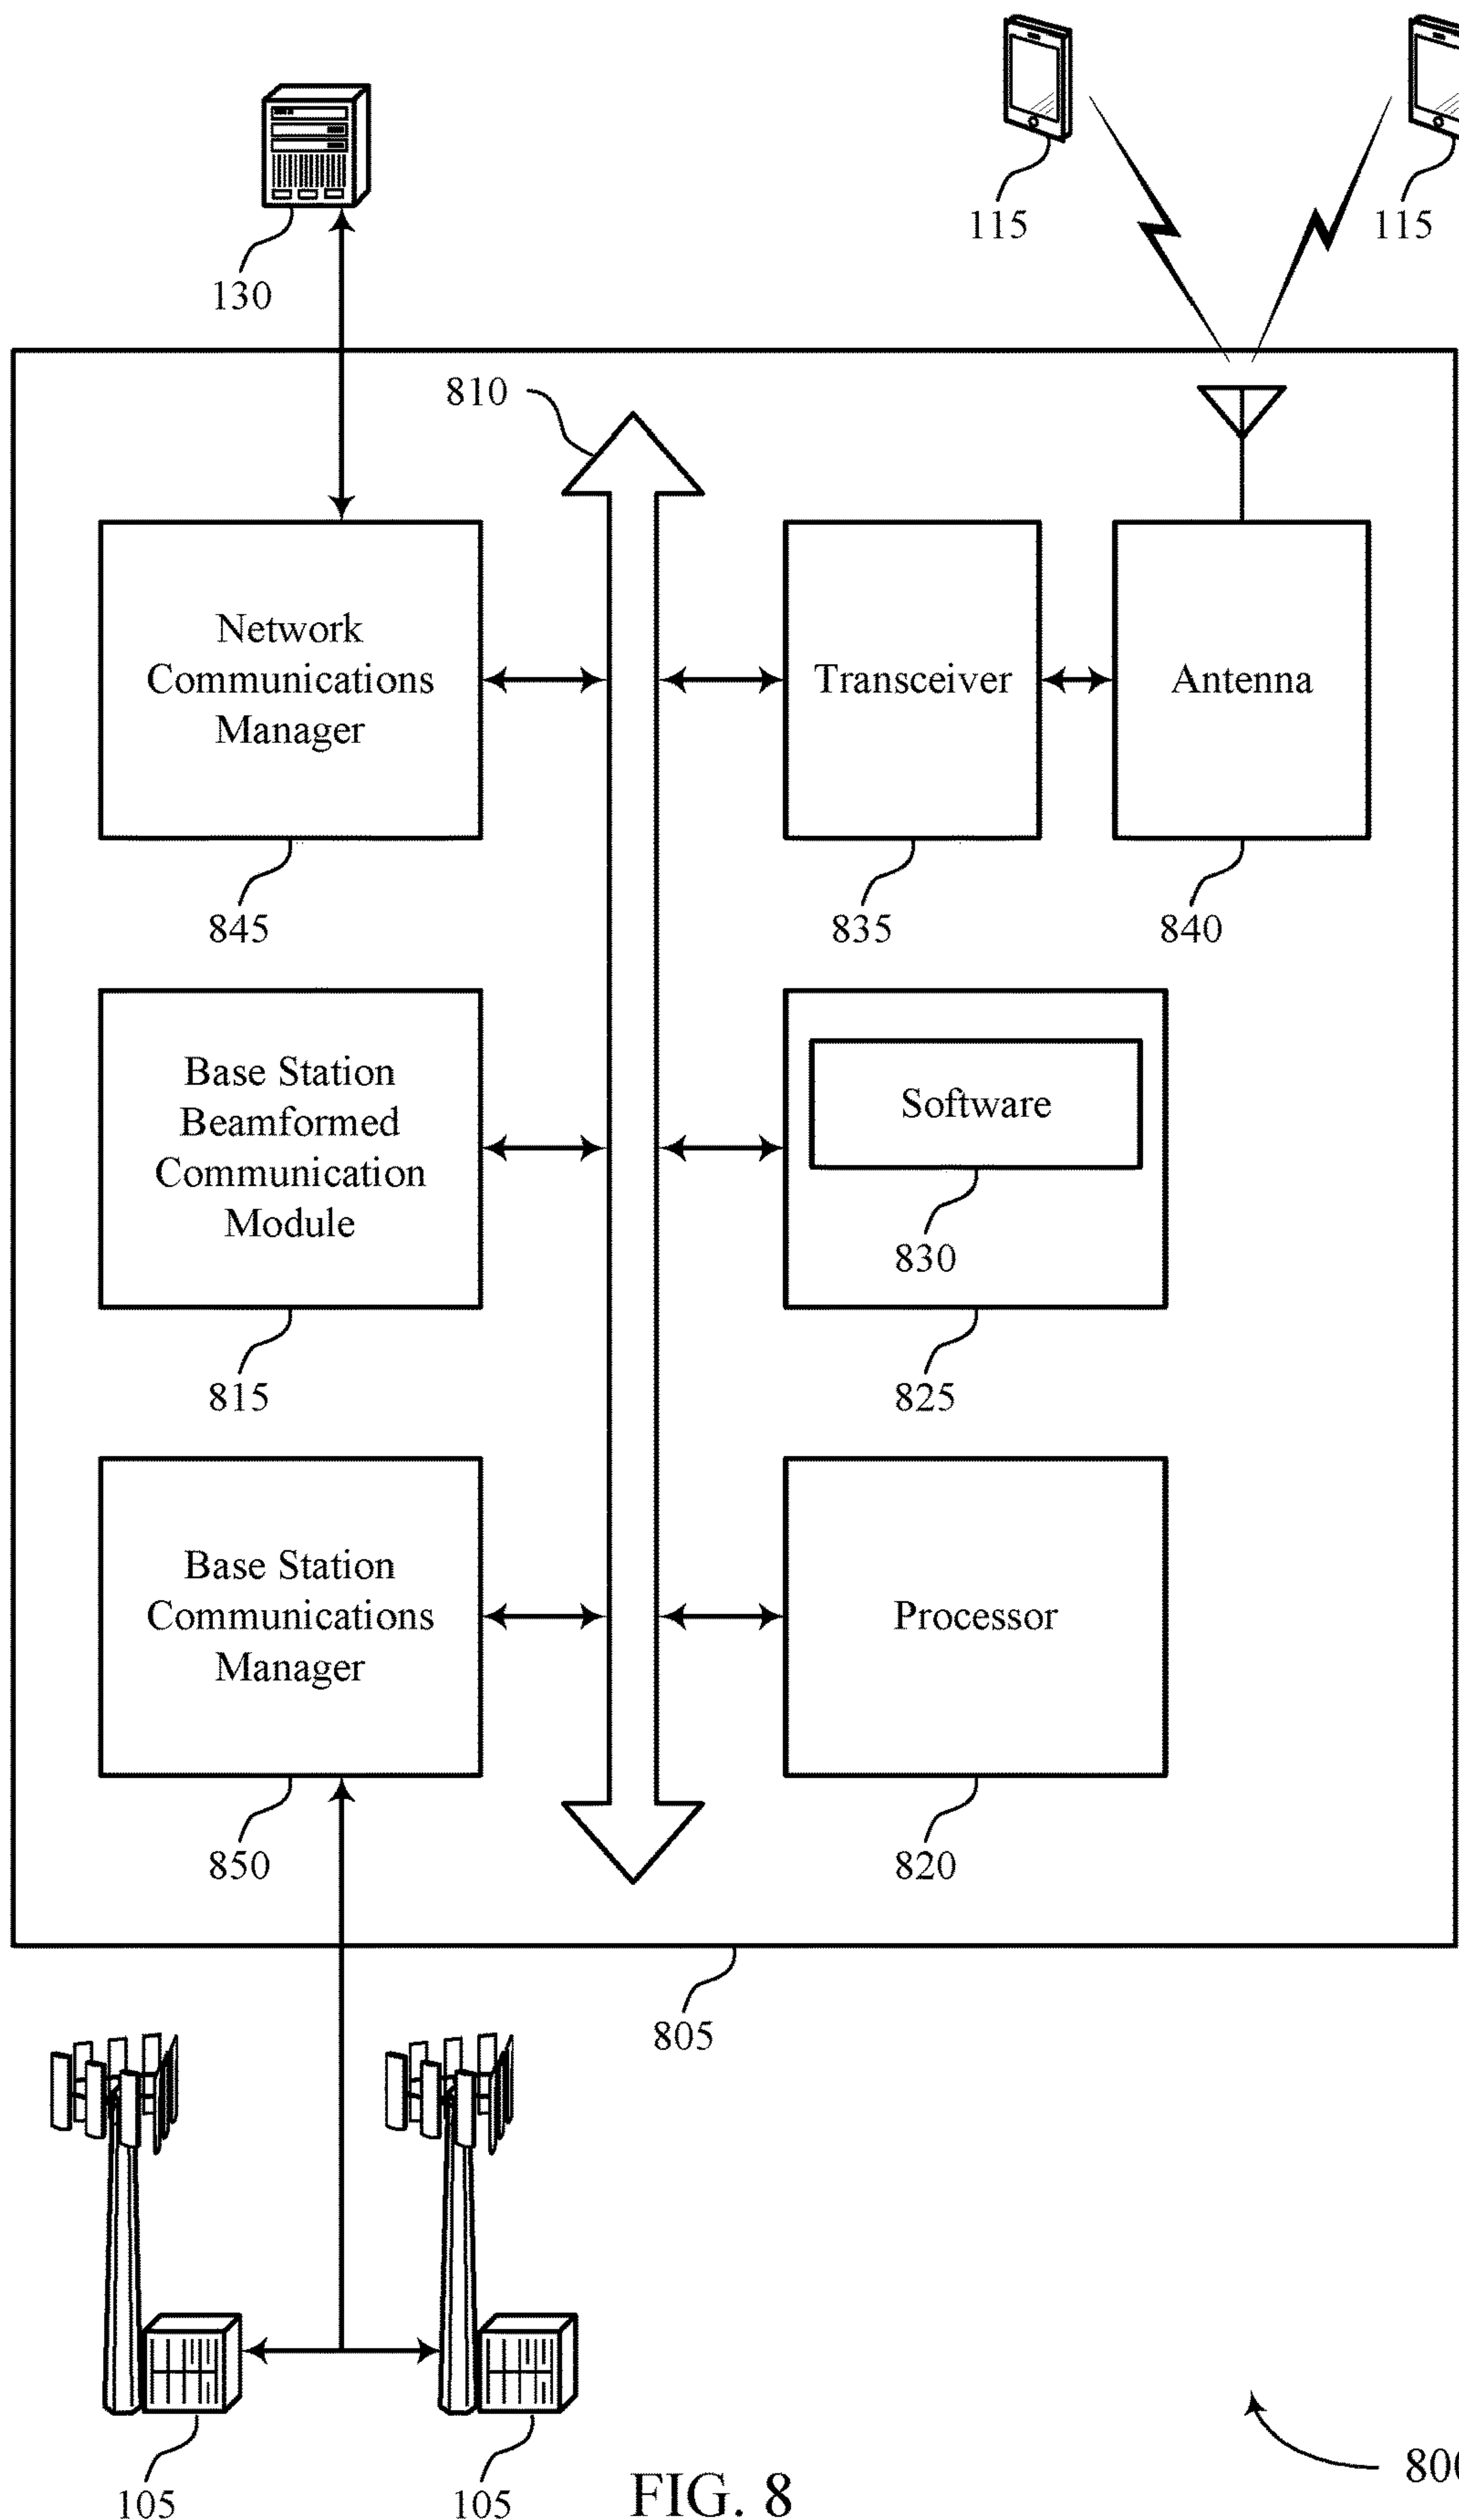 115
115
130
810
Network
Communications
Manager
Transceiver
Antenna
845
835
840
Base Station
Beamformed
Communication
Module
Software
830
815
825
Base Station
Communications
Manager
Processor
850
820
805
105
105
FIG. 8